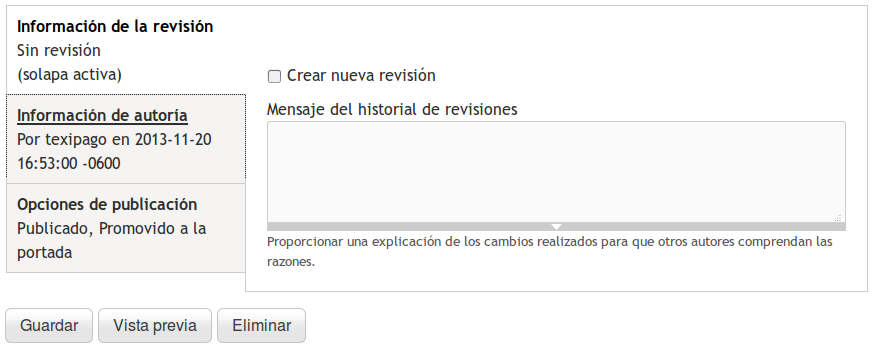 Información de la revisión
Sin revisión
(solapa activa)
Información de autoría
Por texipago en 2013-11-20
16:53:00 -0600
Opciones de publicación
Publicado, Promovido a la
portada
Crear nueva revisión
Mensaje del historial de revisiones
Proporcionar una explicación de los cambios realizados para que otros autores comprendan las
razones.
Guardar
Vista previa
Eliminar